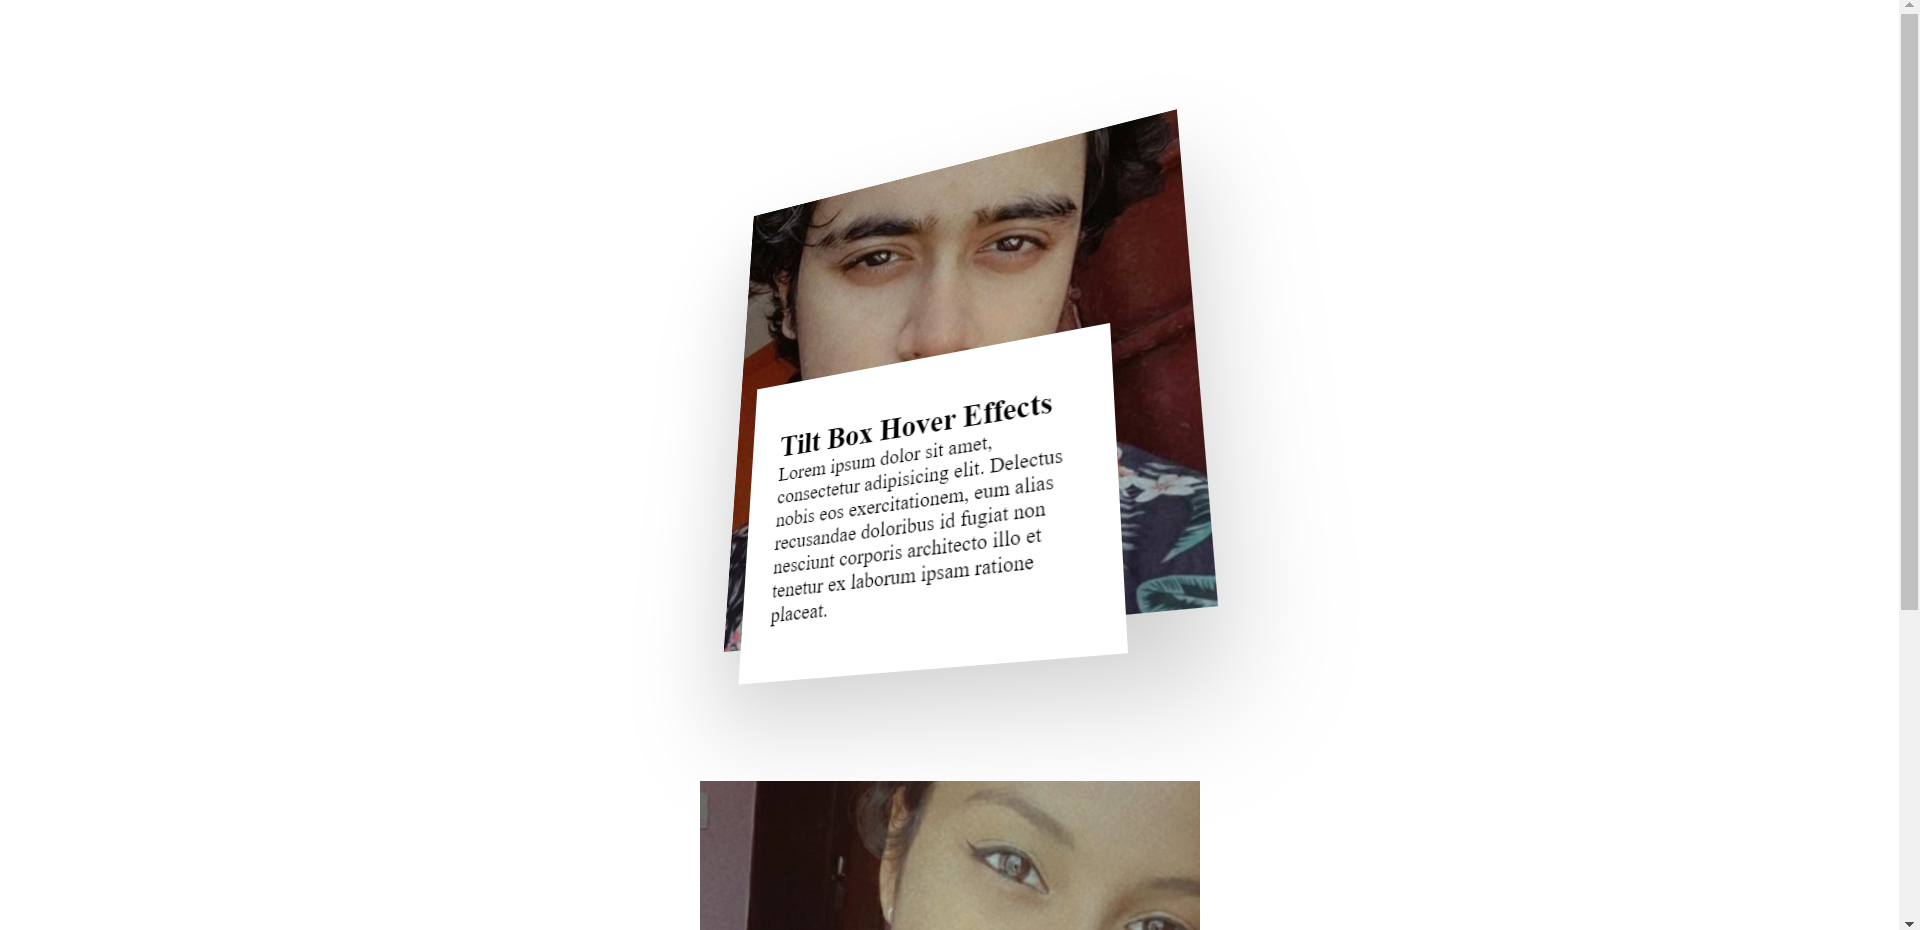 Tilt Box Hover Effects
Lorem ipsum dolor sit amet,
consectetur adipisicing elit. Delectus
nobis eos exercitationem, eum alias
recusandae doloribus id fugiat non
nesciunt corporis architecto illo et
tenetur ex laborum ipsam ratione
placeat.